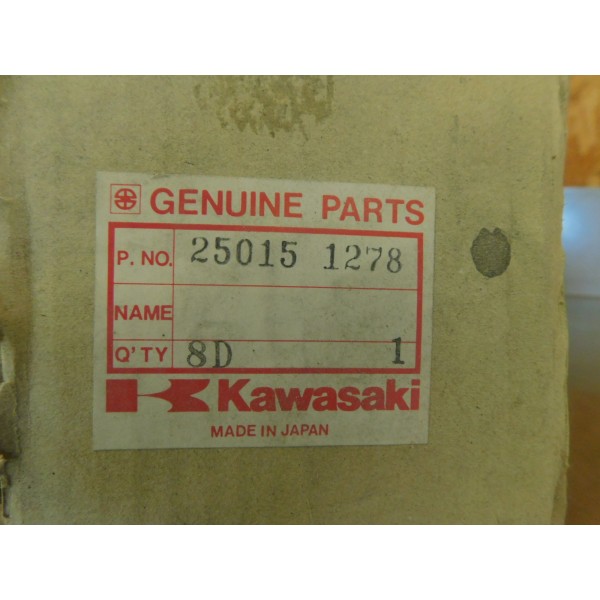 GENUINE PARTS
P. NO. 25015 1278
NAME
Q'TY 8D 1
Kawasaki
MADE IN JAPAN